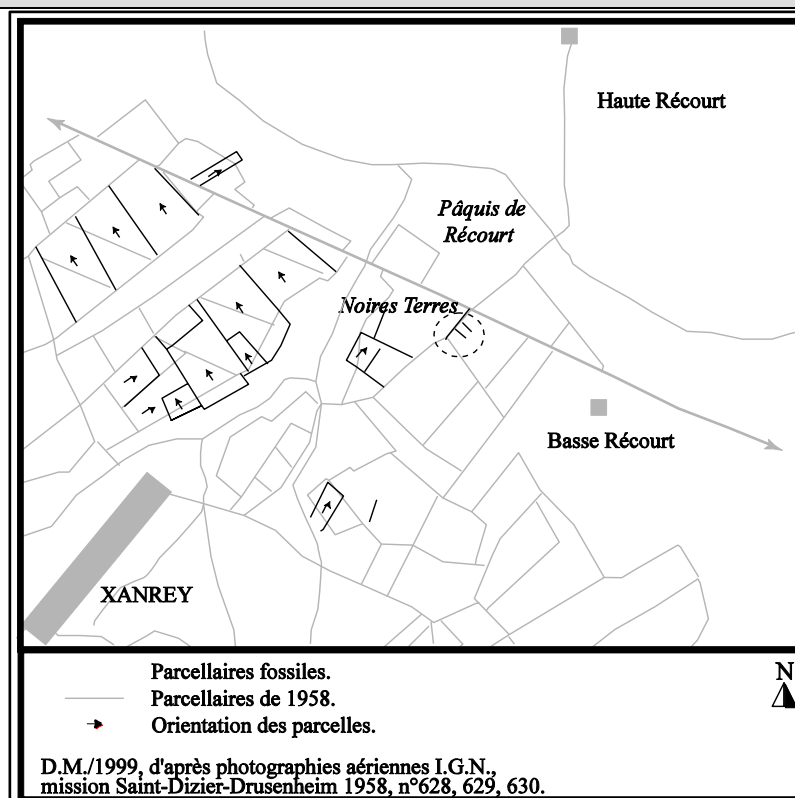 Haute Récourt
Pâquis de
Récourt
Noires Terres
Basse Récourt
XANREY
Parcellaires fossiles.
Parcellaires de 1958.
Orientation des parcelles.
N
D.M./1999, d'après photographies aériennes I.G.N.,
mission Saint-Dizier-Drusenheim 1958, n°628, 629, 630.